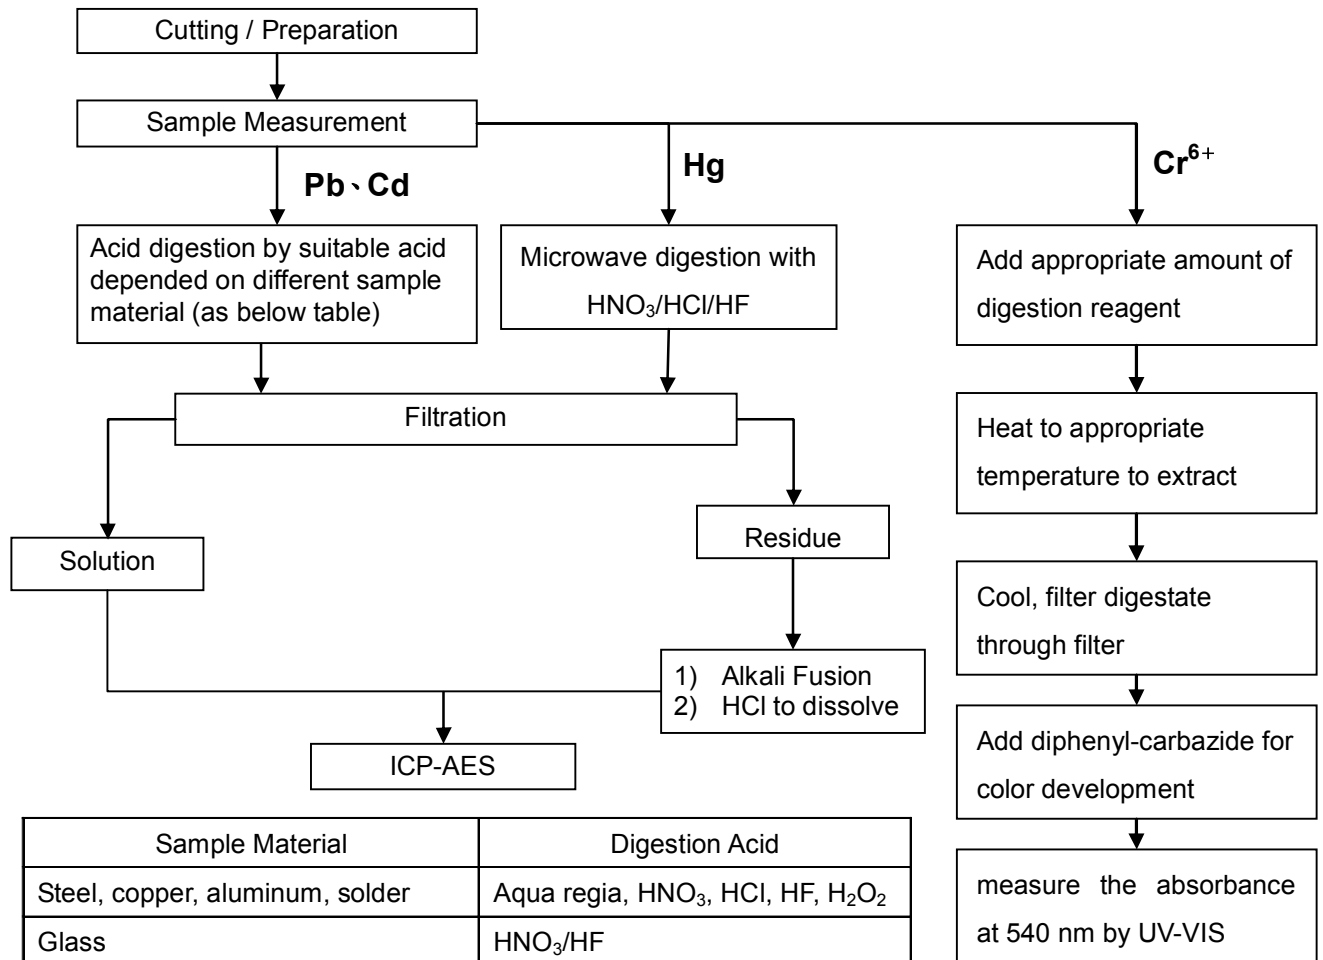 Cutting / Preparation
Sample Measurement
Pb、Cd
Hg
Cr⁶⁺
Acid digestion by suitable acid
depended on different sample
material (as below table)
Microwave digestion with
HNO₃/HCl/HF
Add appropriate amount of
digestion reagent
Filtration
Heat to appropriate
temperature to extract
Solution
Residue
Cool, filter digestate
through filter
1) Alkali Fusion
2) HCl to dissolve
Add diphenyl-carbazide for
color development
ICP-AES
measure the absorbance
at 540 nm by UV-VIS
Sample Material Digestion Acid
Steel, copper, aluminum, solder Aqua regia, HNO₃, HCl, HF, H₂O₂
Glass HNO₃/HF